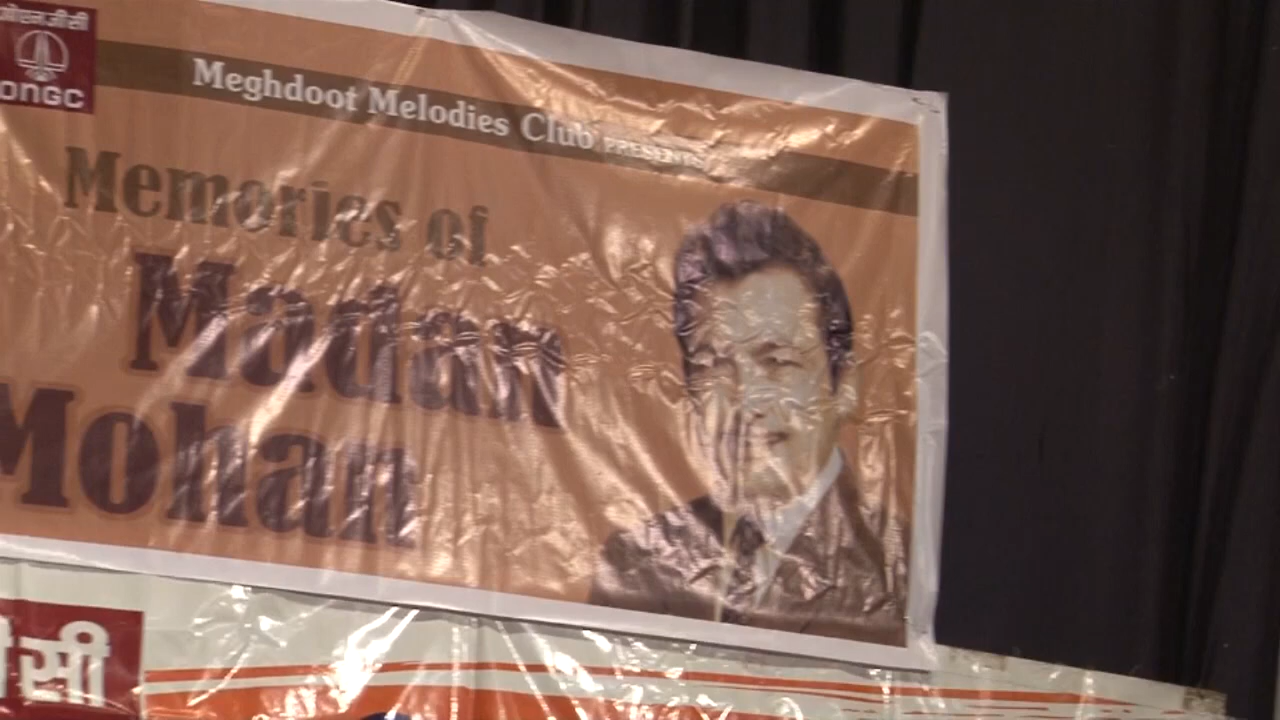 ओएनजीसी
ONGC
Meghdoot Melodies Club PRESENTS
Memories of
Madan
Mohan
सी